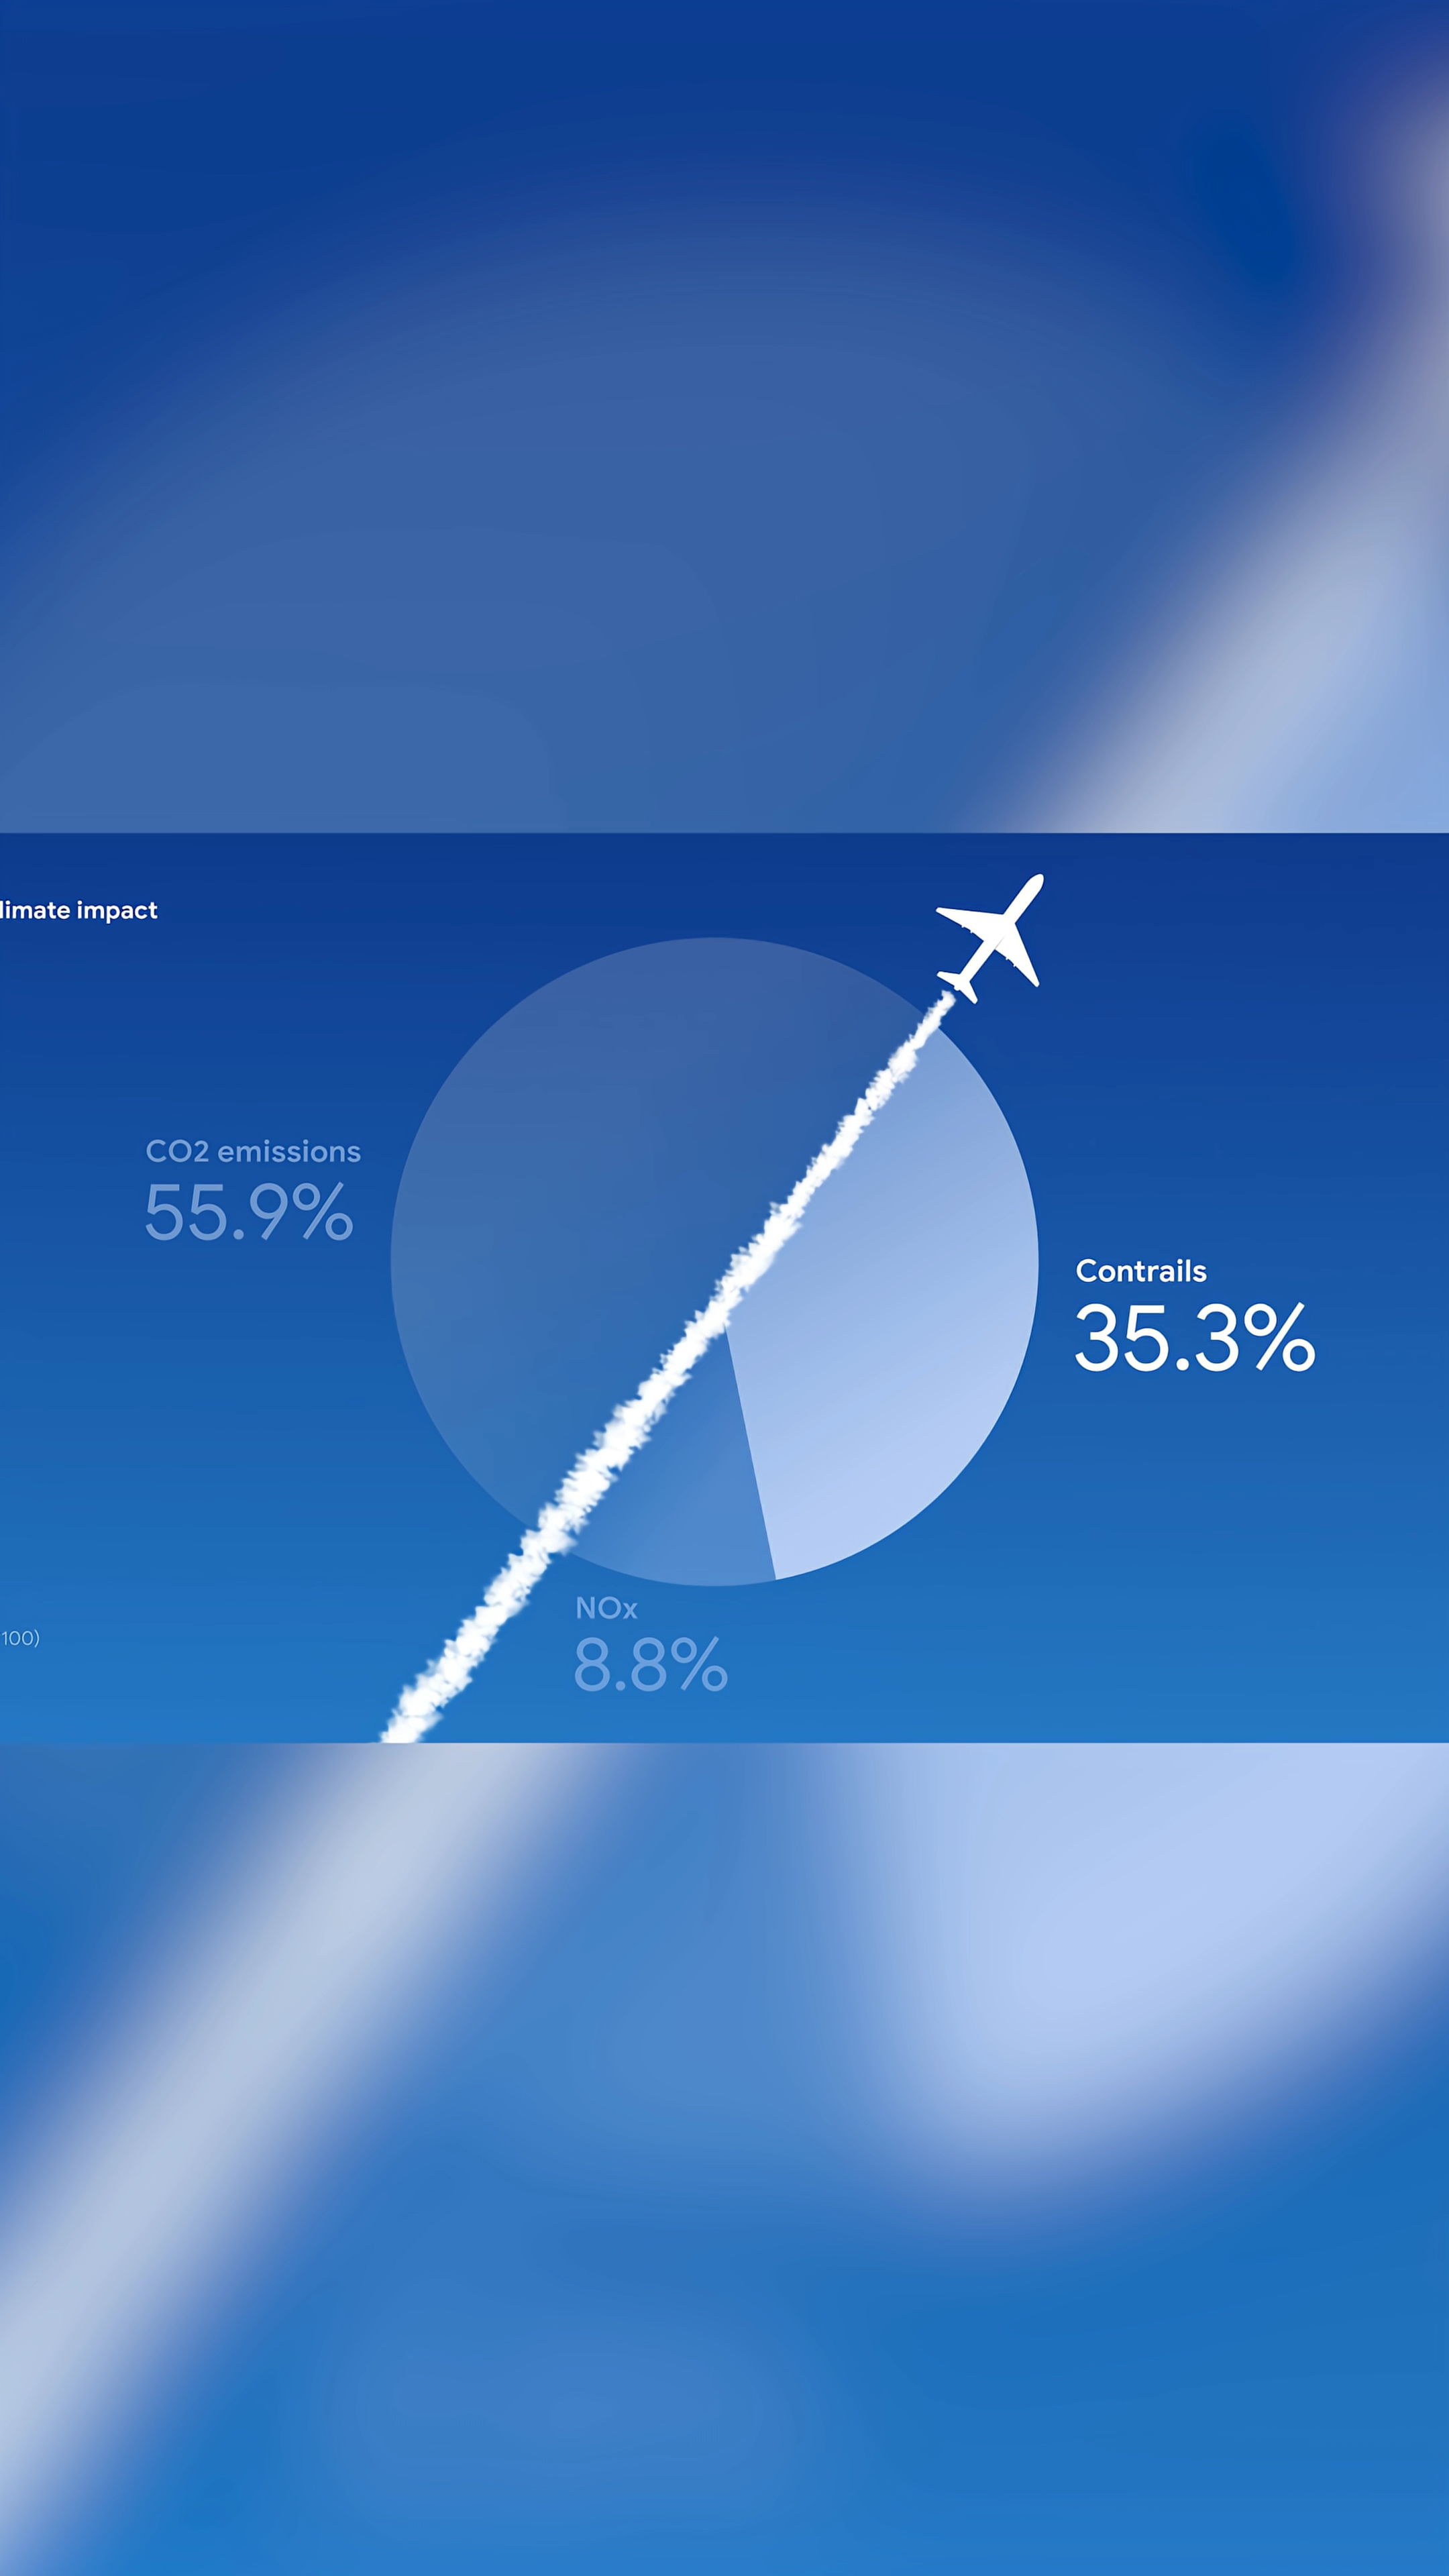 limate impact
CO2 emissions
55.9%
Contrails
35.3%
NOx
8.8%
100)